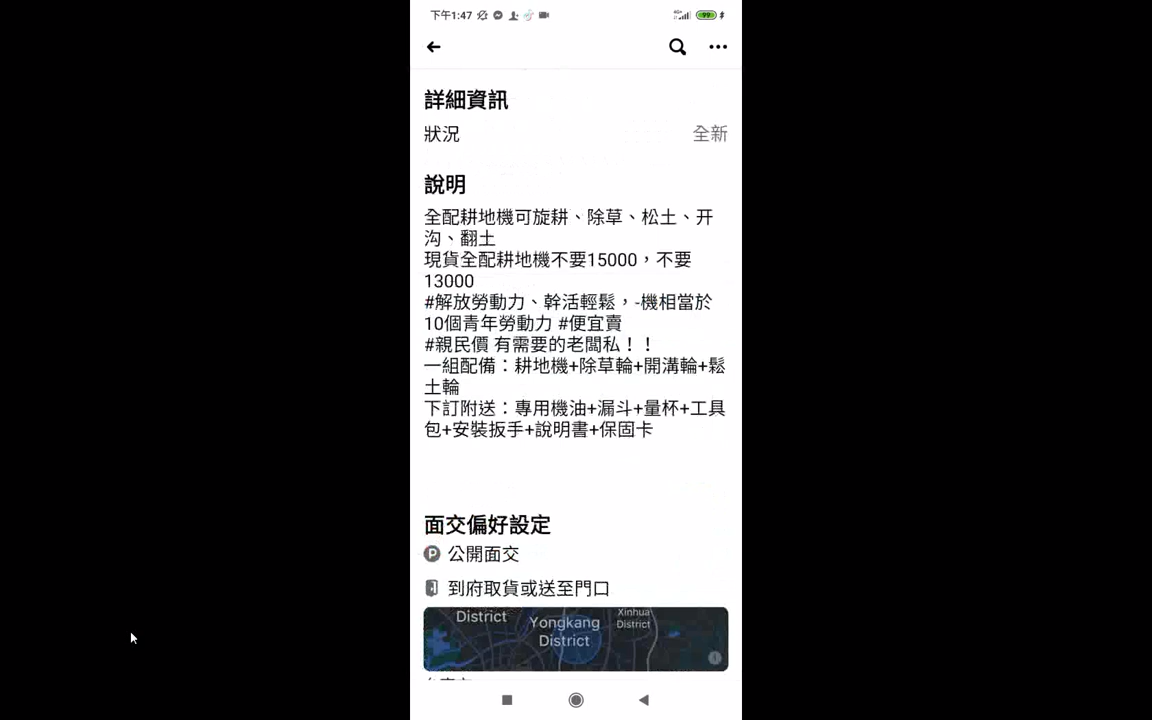 下午1:47
99
詳細資訊
狀況 全新
說明
全配耕地機可旋耕、除草、松土、开
沟、翻土
現貨全配耕地機不要15000，不要
13000
#解放勞動力、幹活輕鬆，-機相當於
10個青年勞動力 #便宜賣
#親民價 有需要的老闆私！！
一組配備：耕地機+除草輪+開溝輪+鬆
土輪
下訂附送：專用機油+漏斗+量杯+工具
包+安裝扳手+說明書+保固卡
面交偏好設定
P 公開面交
到府取貨或送至門口
District
Yongkang
District
Xinhua
District